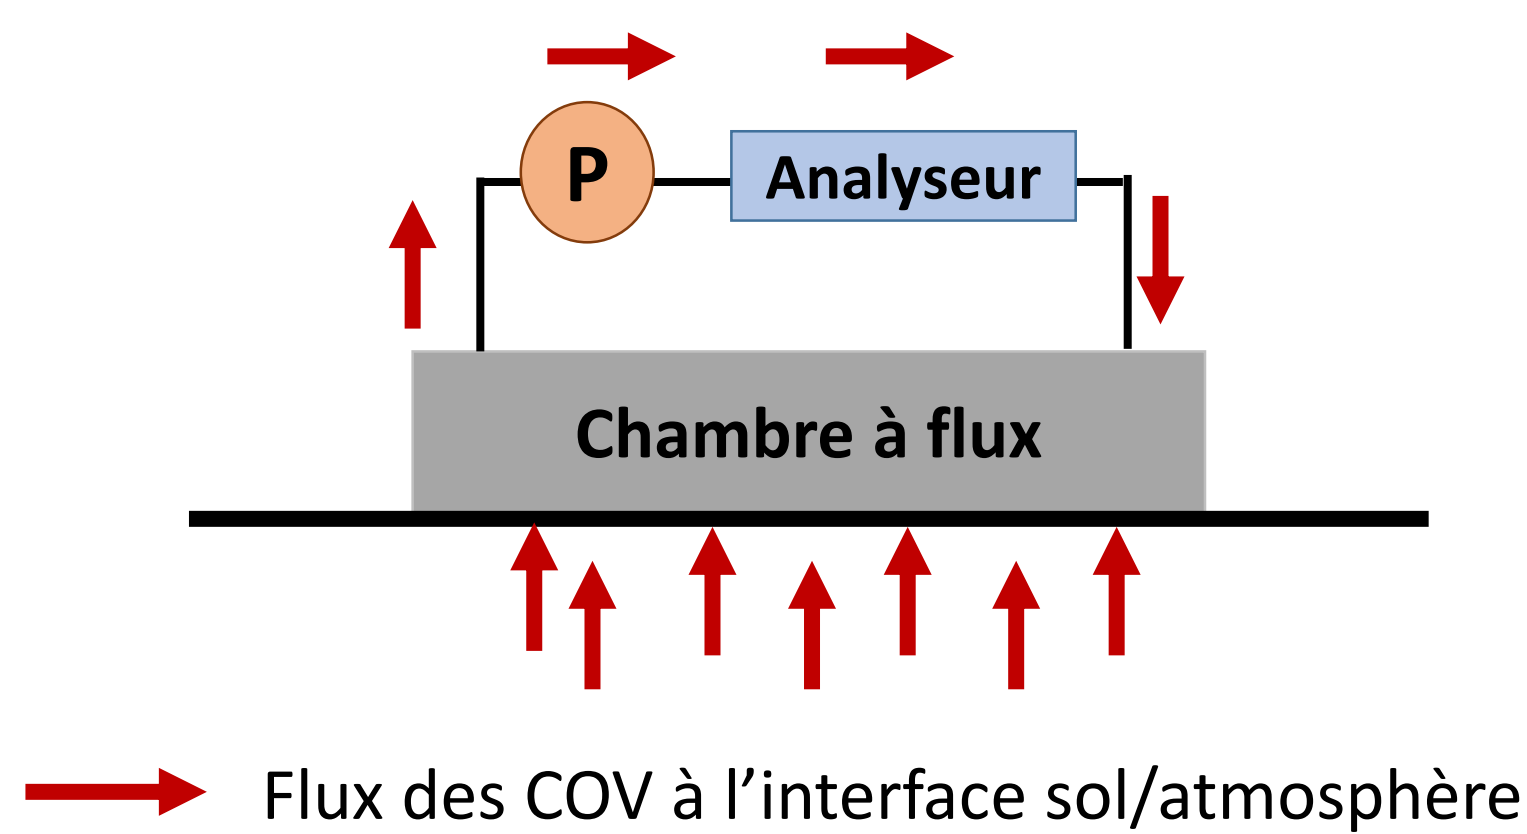 P
Analyseur
Chambre à flux
Flux des COV à l’interface sol/atmosphère